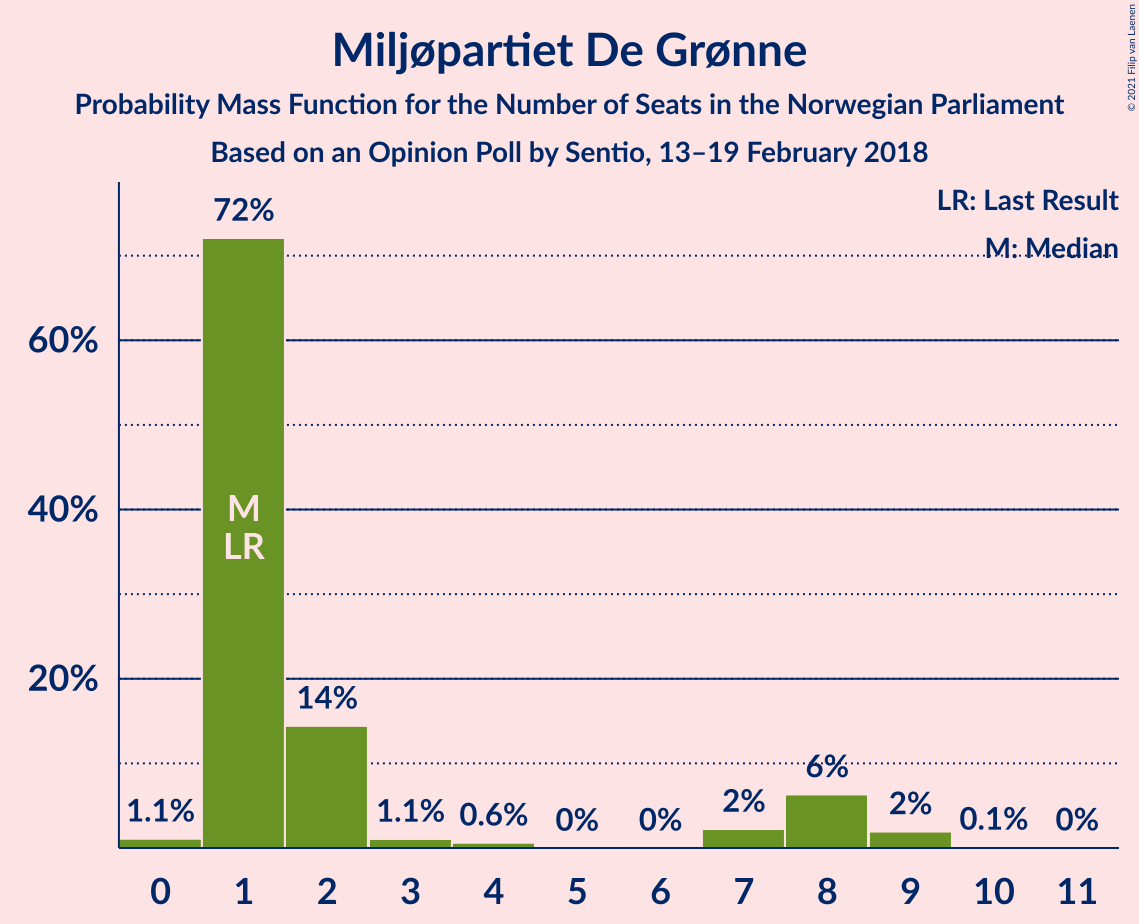 Miljøpartiet De Grønne
Probability Mass Function for the Number of Seats in the Norwegian Parliament
Based on an Opinion Poll by Sentio, 13–19 February 2018
© 2021 Filip van Laenen
LR: Last Result
M: Median
60%
40%
20%
72%
M
LR
1.1%
14%
1.1%
0.6%
0%
0%
2%
6%
2%
0.1%
0%
0 1 2 3 4 5 6 7 8 9 10 11